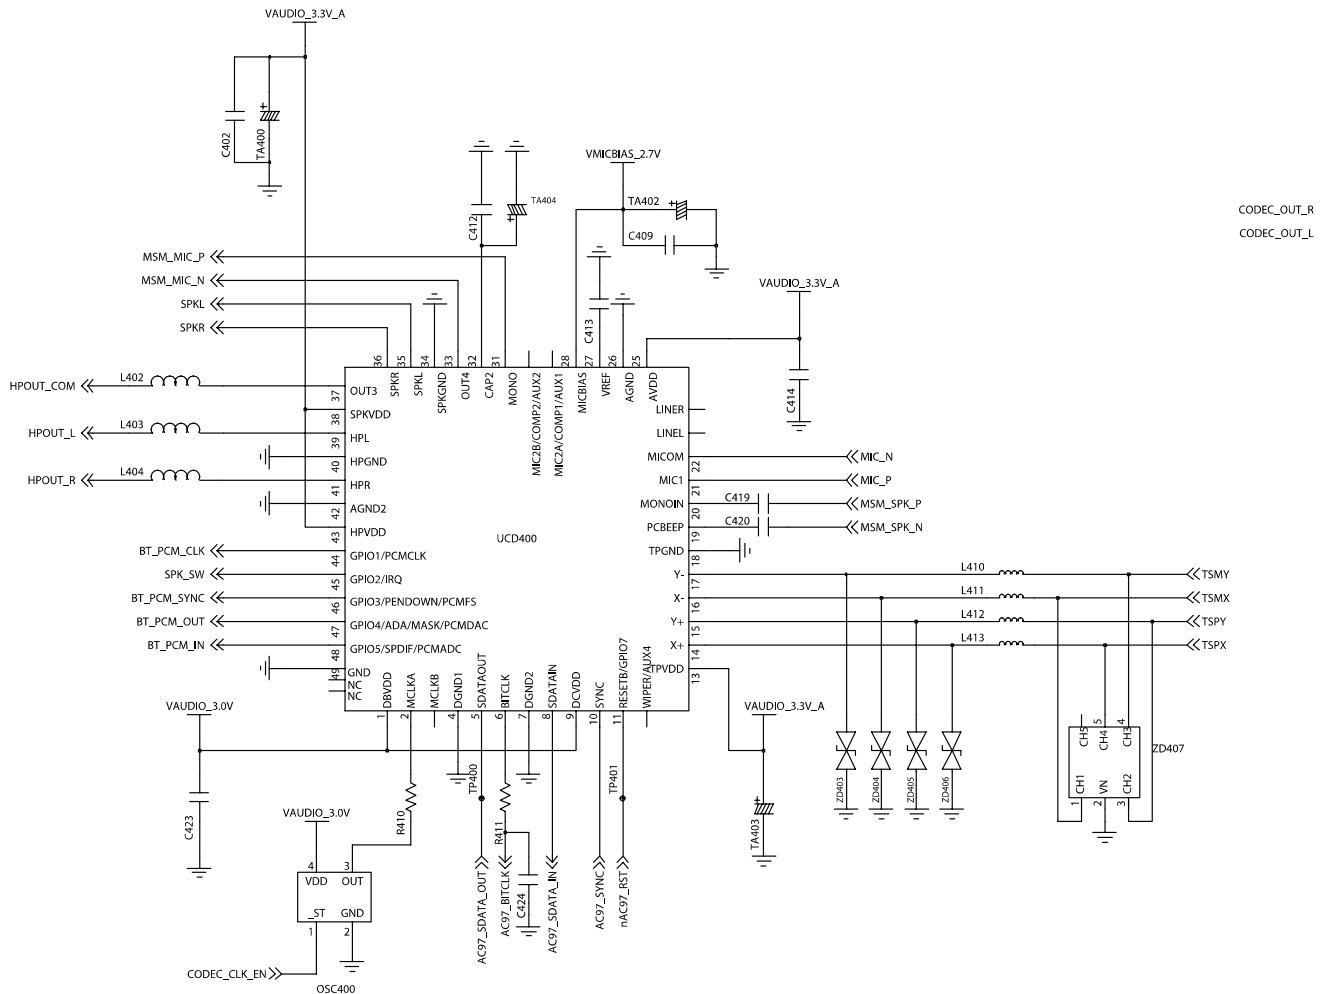 VAUDIO_3.3V_A
C402
TA400
C412
TA404
VMICBIAS_2.7V
TA402
C409
C413
CODEC_OUT_R
CODEC_OUT_L
MSM_MIC_P
MSM_MIC_N
SPKL
SPKR
VAUDIO_3.3V_A
C414
36
35
34
33
32
31
28
27
26
25
SPKR
SPKL
SPKGND
OUT4
CAP2
MONO
MIC2B/COMP2/AUX2
MIC2A/COMP1/AUX1
MICBIAS
VREF
AGND
AVDD
HPOUT_COM
L402
37
OUT3
38
SPKVDD
HPOUT_L
L403
39
HPL
40
HPGND
HPOUT_R
L404
41
HPR
42
AGND2
43
HPVDD
BT_PCM_CLK
44
GPIO1/PCMCLK
SPK_SW
45
GPIO2/IRQ
BT_PCM_SYNC
46
GPIO3/PENDOWN/PCMFS
BT_PCM_OUT
47
GPIO4/ADA/MASK/PCMDAC
BT_PCM_IN
48
GPIO5/SPDIF/PCMADC
49
GND
NC
NC
UCD400
LINER
LINEL
MICOM
22
MIC_N
MIC1
21
MIC_P
MONOIN
20
C419
MSM_SPK_P
PCBEEP
19
C420
MSM_SPK_N
TPGND
18
Y-
17
L410
TSMY
X-
16
L411
TSMX
Y+
15
L412
TSPY
X+
14
L413
TSPX
TPVDD
13
DBVDD
MCLKA
MCLKB
DGND1
SDATAOUT
BITCLK
DGND2
SDATAIN
DCVDD
SYNC
RESETB/GPIO7
WIPER/AUX4
1
2
4
5
6
7
8
9
10
11
VAUDIO_3.0V
C423
VAUDIO_3.0V
R410
TP400
R411
TP401
C424
VAUDIO_3.3V_A
TA403
ZD403
ZD404
ZD405
ZD406
5
4
CH5
CH4
CH3
ZD407
CH1
VN
CH2
1
2
3
4
3
VDD
OUT
_ST
GND
1
2
CODEC_CLK_EN
OSC400
AC97_SDATA_OUT
AC97_BITCLK
AC97_SDATA_IN
AC97_SYNC
nAC97_RST